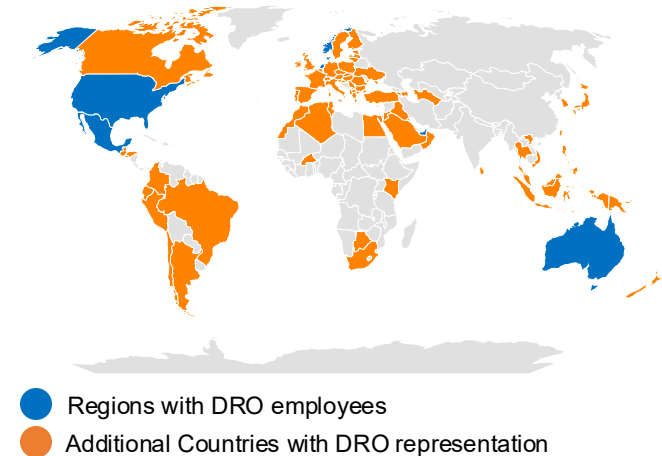 Regions with DRO employees
Additional Countries with DRO representation